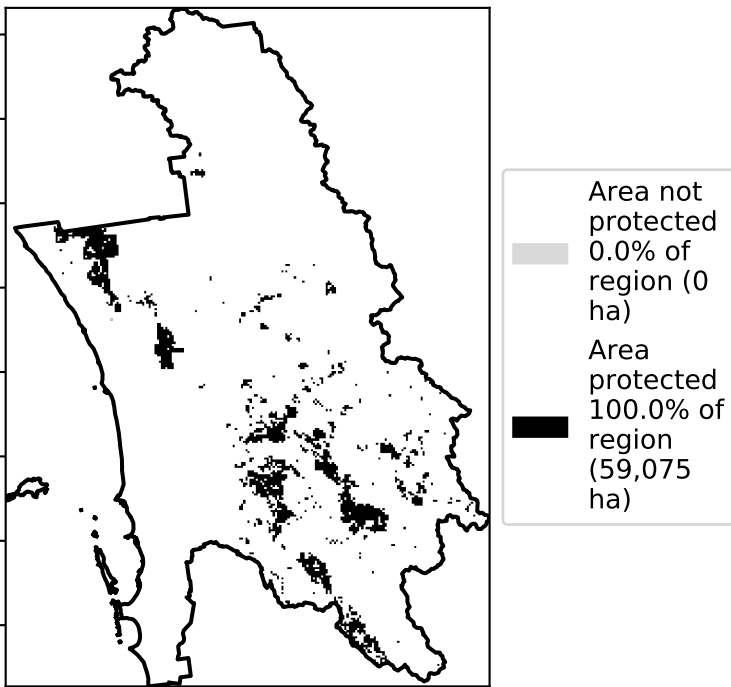 Area not
protected
0.0% of
region (0
ha)
Area
protected
100.0% of
region
(59,075
ha)